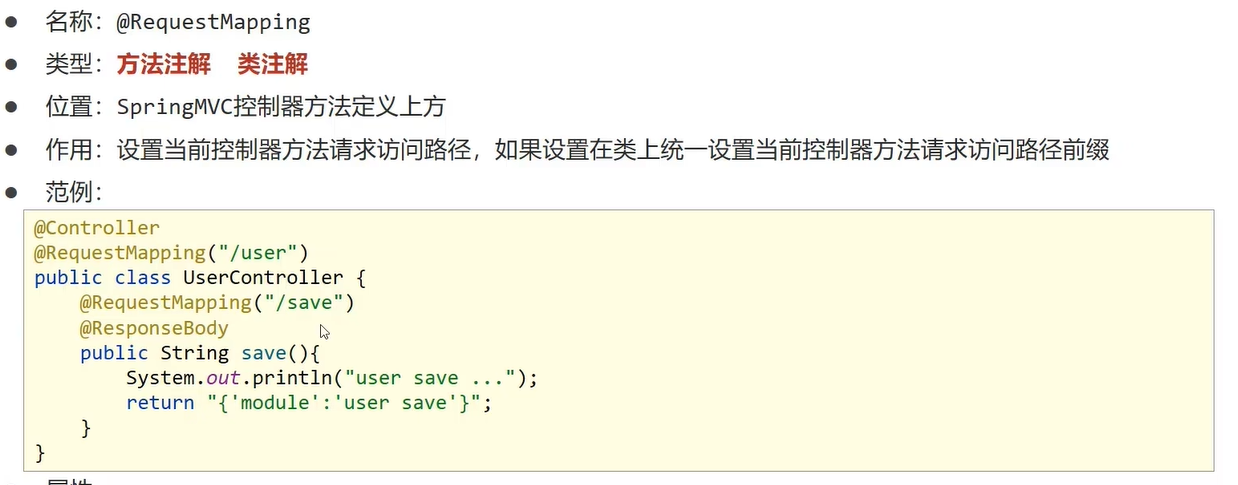 ● 名称：@RequestMapping
● 类型：方法注解 类注解
● 位置：SpringMVC控制器方法定义上方
● 作用：设置当前控制器方法请求访问路径，如果设置在类上统一设置当前控制器方法请求访问路径前缀
● 范例：
@Controller
@RequestMapping("/user")
public class UserController {
    @RequestMapping("/save")
    @ResponseBody
    public String save(){
        System.out.println("user save ...");
        return "{'module':'user save'}";
    }
}